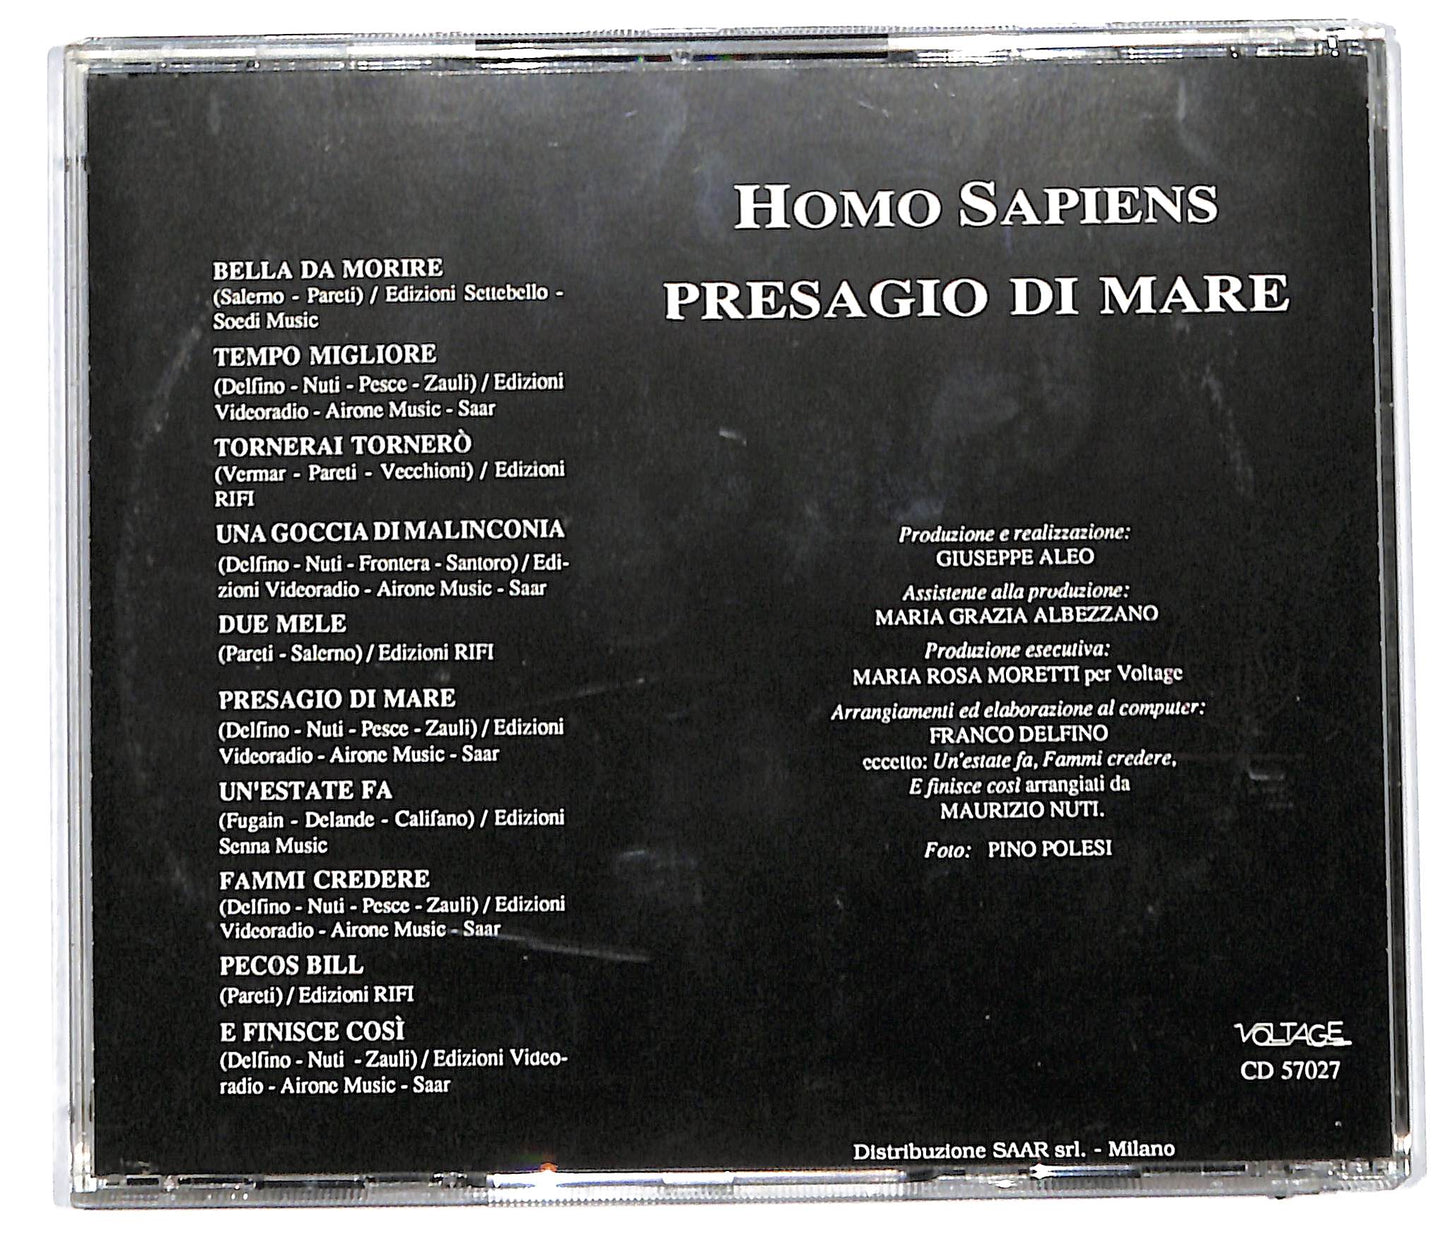 HOMO SAPIENS
PRESAGIO DI MARE
BELLA DA MORIRE
(Salerno - Pareti) / Edizioni Settebello -
Soedi Music
TEMPO MIGLIORE
(Delfino - Nuti - Pesce - Zauli) / Edizioni
Videoradio - Airone Music - Saar
TORNERAI TORNERÒ
(Vermar - Pareti - Vecchioni) / Edizioni
RIFI
UNA GOCCIA DI MALINCONIA
(Delfino - Nuti - Frontera - Santoro) / Edi-
zioni Videoradio - Airone Music - Saar
DUE MELE
(Pareti - Salerno) / Edizioni RIFI
PRESAGIO DI MARE
(Delfino - Nuti - Pesce - Zauli) / Edizioni
Videoradio - Airone Music - Saar
UN'ESTATE FA
(Fugain - Delande - Califano) / Edizioni
Senna Music
FAMMI CREDERE
(Delfino - Nuti - Pesce - Zauli) / Edizioni
Videoradio - Airone Music - Saar
PECOS BILL
(Pareti) / Edizioni RIFI
E FINISCE COSÌ
(Delfino - Nuti - Zauli) / Edizioni Video-
radio - Airone Music - Saar
Produzione e realizzazione:
GIUSEPPE ALEO
Assistente alla produzione:
MARIA GRAZIA ALBEZZANO
Produzione esecutiva:
MARIA ROSA MORETTI per Voltage
Arrangiamenti ed elaborazione al computer:
FRANCO DELFINO
eccetto: Un'estate fa, Fammi credere,
E finisce così arrangiati da
MAURIZIO NUTI.
Foto: PINO POLESI
VOLTAGE
CD 57027
Distribuzione SAAR srl. - Milano